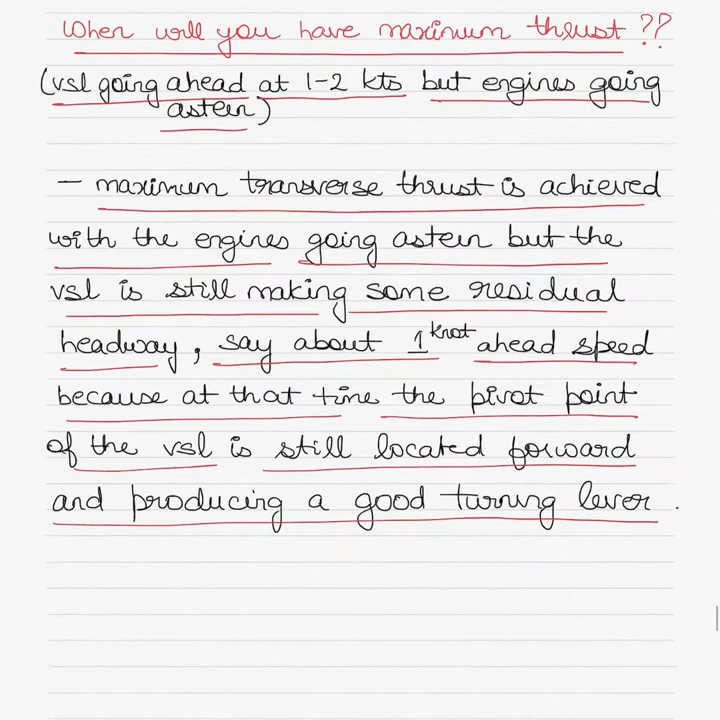 When will you have maximum thrust ??
(vsl going ahead at 1-2 kts but engines going
astern)
- maximum transverse thrust is achieved
with the engines going astern but the
vsl is still making some residual
headway, say about 1 knot ahead speed
because at that time the pivot point
of the vsl is still located forward
and producing a good turning lever.